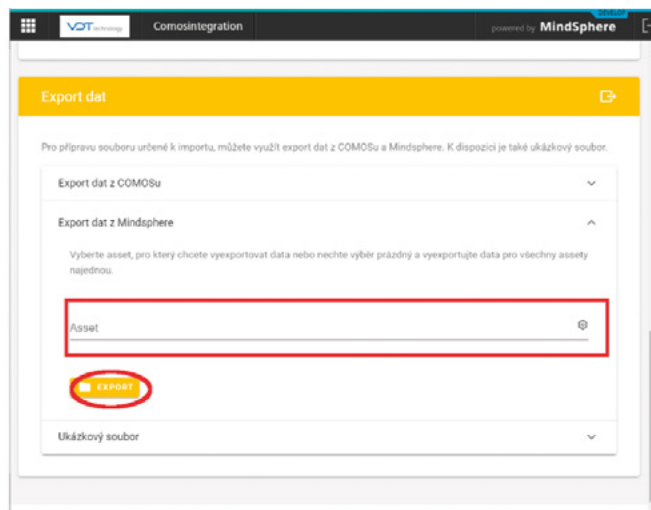 VDT Technology Comosintegration powered by MindSphere
DEVELOP
Export dat
Pro přípravu souboru určené k importu, můžete využít export dat z COMOSu a Mindsphere. K dispozici je také ukázkový soubor.
Export dat z COMOSu
Export dat z Mindsphere
Vyberte asset, pro který chcete vyexportovat data nebo nechte výběr prázdný a vyexportujte data pro všechny assety
najednou.
Asset
EXPORT
Ukázkový soubor